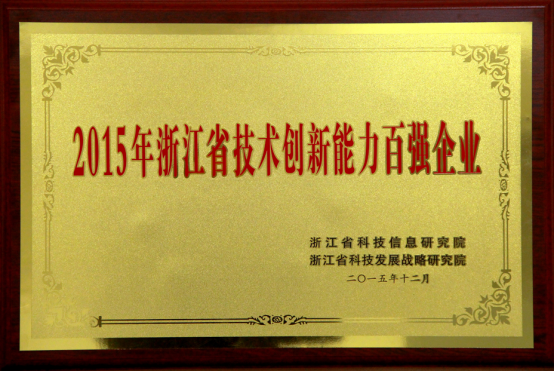 2015年浙江省技术创新能力百强企业
浙江省科技信息研究院
浙江省科技发展战略研究院
二〇一五年十二月